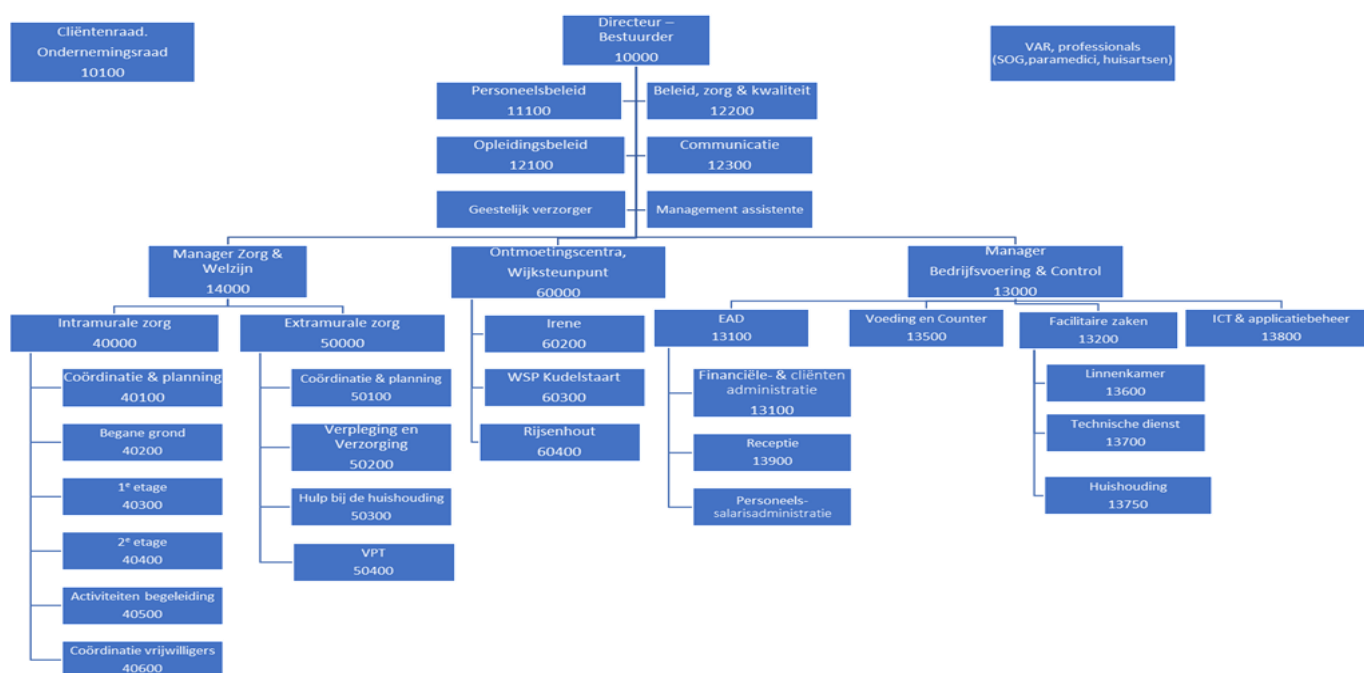 Cliëntenraad.
Ondernemingsraad
10100
Directeur –
Bestuurder
10000
VAR, professionals
(SOG,paramedici, huisartsen)
Personeelsbeleid
11100
Beleid, zorg & kwaliteit
12200
Opleidingsbeleid
12100
Communicatie
12300
Geestelijk verzorger
Management assistente
Manager Zorg &
Welzijn
14000
Ontmoetingscentra,
Wijksteunpunt
60000
Manager
Bedrijfsvoering & Control
13000
Intramurale zorg
40000
Extramurale zorg
50000
Irene
60200
EAD
13100
Voeding en Counter
13500
Facilitaire zaken
13200
ICT & applicatiebeheer
13800
Coördinatie & planning
40100
Coördinatie & planning
50100
WSP Kudelstaart
60300
Financiële- & cliënten
administratie
13100
Linnenkamer
13600
Begane grond
40200
Verpleging en
Verzorging
50200
Rijsenhout
60400
Receptie
13900
Technische dienst
13700
1e etage
40300
Hulp bij de huishouding
50300
Personeels-
salarisadministratie
Huishouding
13750
2e etage
40400
VPT
50400
Activiteiten begeleiding
40500
Coördinatie vrijwilligers
40600